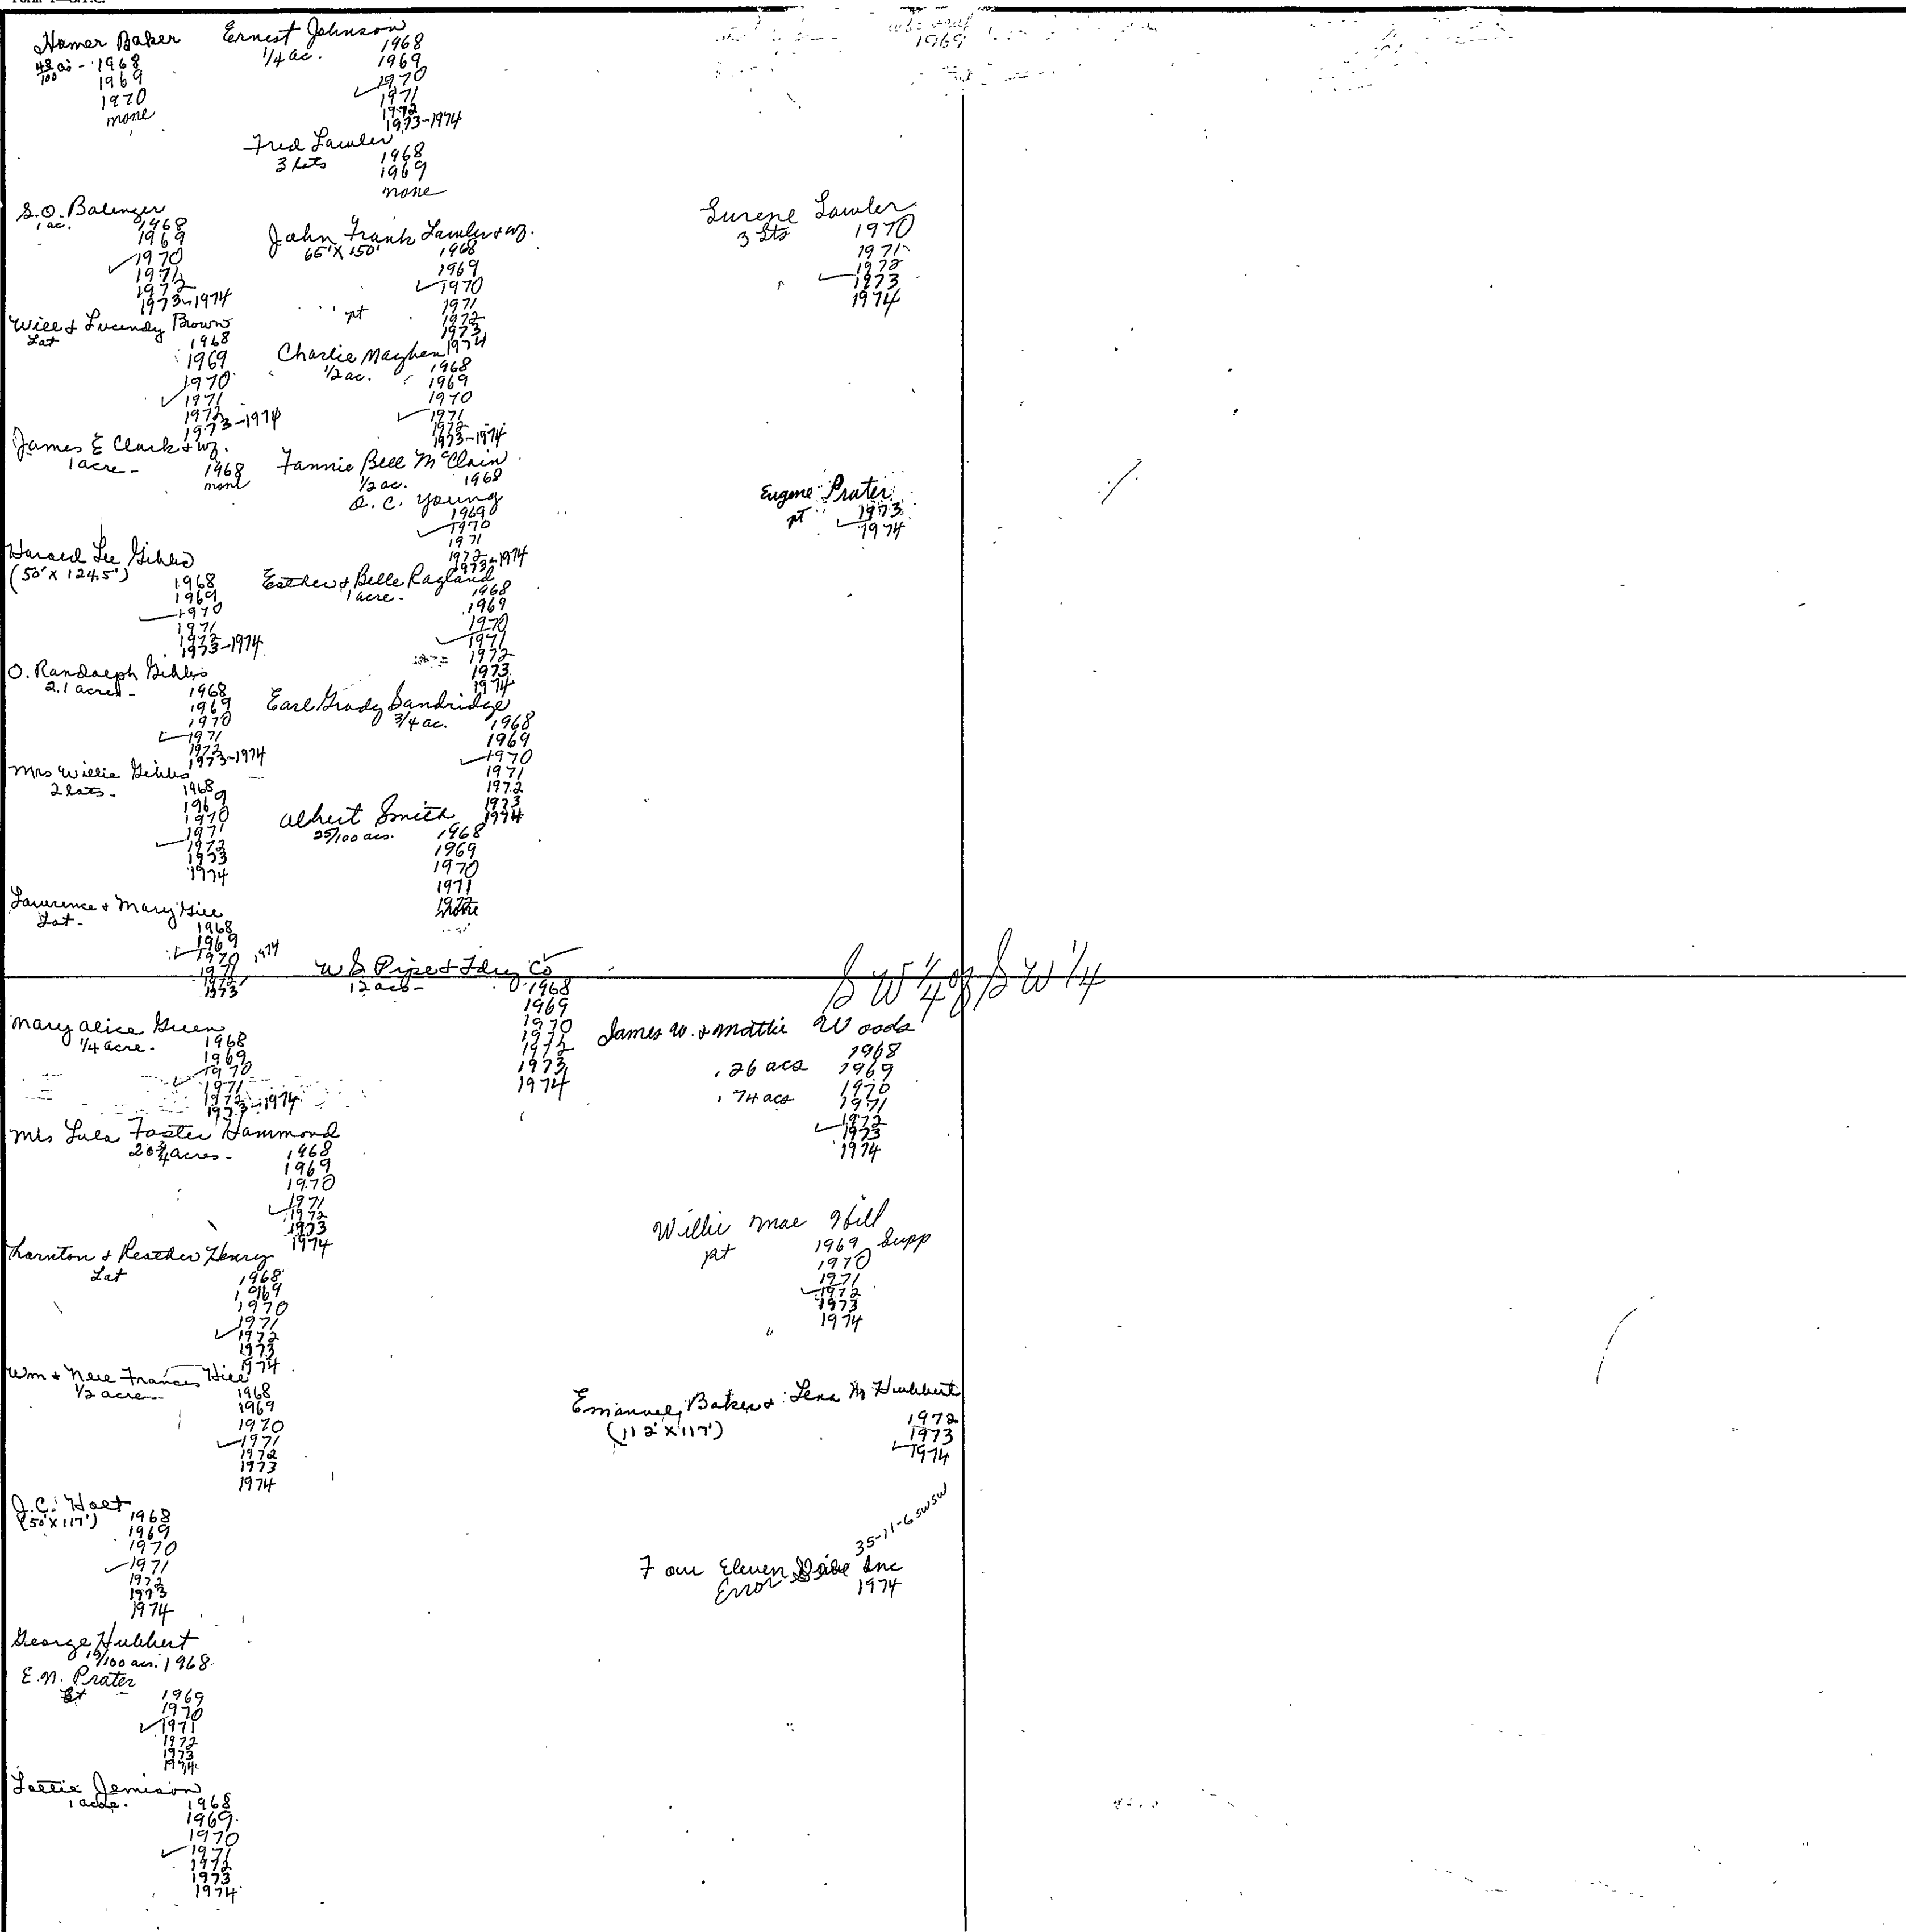 Homer Baker
48/100 acs - 1968
1969
1970
none
Ernest Johnson
1/4 ac. 1968
1969
1970
1971
1972
1973-1974
Fred Lawler
3 Lots 1968
1969
none
S.O. Balenger
1 ac. 1968
1969
1970
1971
1972
1973-1974
John Frank Lawler & wf.
65' X 150' 1968
1969
1970
pt 1971
1972
1973
1974
Will & Lucendy Brown
Lot 1968
1969
1970
1971
1972
1973-1974
Charlie Mayhen
1/2 ac. 1968
1969
1970
1971
1972
1973-1974
James E Clark & wf.
1 acre - 1968
none
Fannie Bell McClain
1/2 ac. 1968
O. C. Young
1969
1970
1971
1972
1973-1974
Harold Lee Gibbs
(50' X 124.5') 1968
1969
1970
1971
1972
1973-1974
Esther & Belle Ragland
1 acre - 1968
1969
1970
1971
1972
1973
1974
O. Randolph Gibbs
2.1 acres - 1968
1969
1970
1971
1972
1973-1974
Earl Grady Sandridge
3/4 ac. 1968
1969
1970
1971
1972
1973
1974
Mrs Willie Gibbs
2 Lots - 1968
1969
1970
1971
1972
1973
1974
Albert Smith
25/100 acs. 1968
1969
1970
1971
1972
none
Lawrence & Mary Hill
Lot - 1968
1969
1970 1974
1971
1972
1973
W S Pipe & Fdry Co
12 acs - 1968
1969
1970
1971
1972
1973
1974
Mary Alice Green
1/4 acre - 1968
1969
1970
1971
1972
1973-1974
Mrs Lula Foster Hammond
20 3/4 acres - 1968
1969
1970
1971
1972
1973
1974
Thornton & Reather Henry
Lot 1968
1969
1970
1971
1972
1973
1974
Wm & Nell Frances Hill
1/2 acre - 1968
1969
1970
1971
1972
1973
1974
J.C. Holt
(50' X 117') 1968
1969
1970
1971
1972
1973
1974
George Hubbert
19/100 acs. 1968
E.N. Prater
1969
1970
1971
1972
1973
1974
Lottie Jemison
1 acre. 1968
1969
1970
1971
1972
1973
1974
1969
Lurene Lawler
3 Lts 1970
1971
1972
1973
1974
Eugene Prater
pt 1973
1974
SW 1/4 of SW 1/4
James W. & Mattie Woods
1968
.26 acs 1969
1970
.74 acs 1971
1972
1973
1974
Willie Mae Hill
pt 1969 Supp
1970
1971
1972
1973
1974
Emanuel Baker & Lena M Hubbert
(112' X 117') 1972
1973
1974
35-11-6 SWSW
Four Eleven Inc
Error 1974